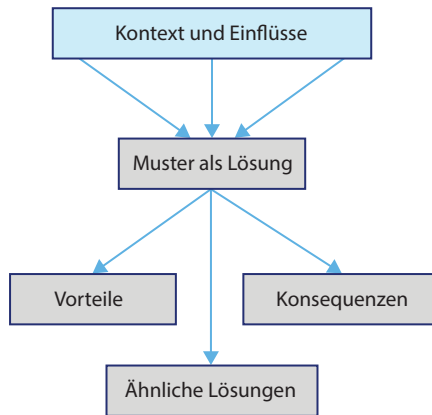 Kontext und Einflüsse
Muster als Lösung
Vorteile
Konsequenzen
Ähnliche Lösungen